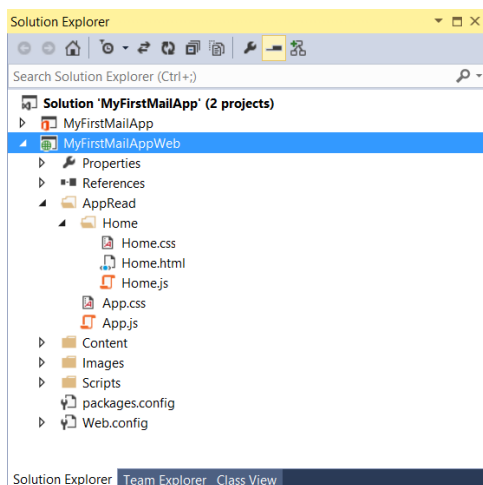 Solution Explorer
Search Solution Explorer (Ctrl+;)
Solution 'MyFirstMailApp' (2 projects)
MyFirstMailApp
MyFirstMailAppWeb
Properties
References
AppRead
Home
Home.css
Home.html
Home.js
App.css
App.js
Content
Images
Scripts
packages.config
Web.config
Solution Explorer Team Explorer Class View